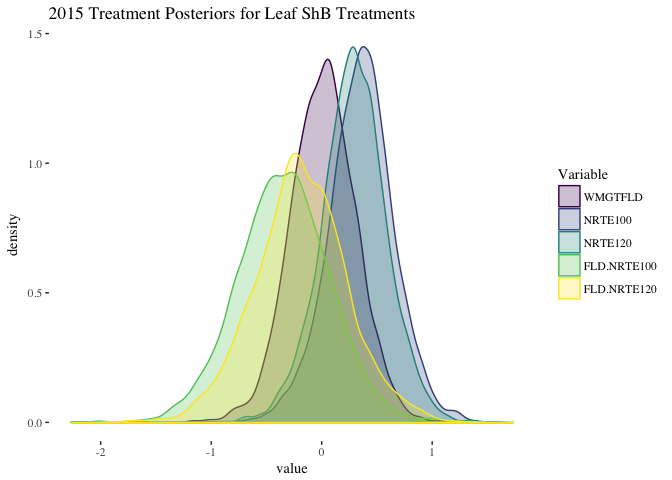 2015 Treatment Posteriors for Leaf ShB Treatments
1.5
1.0
0.5
0.0
density
-2
-1
0
1
value
Variable
WMGTFLD
NRTE100
NRTE120
FLD.NRTE100
FLD.NRTE120